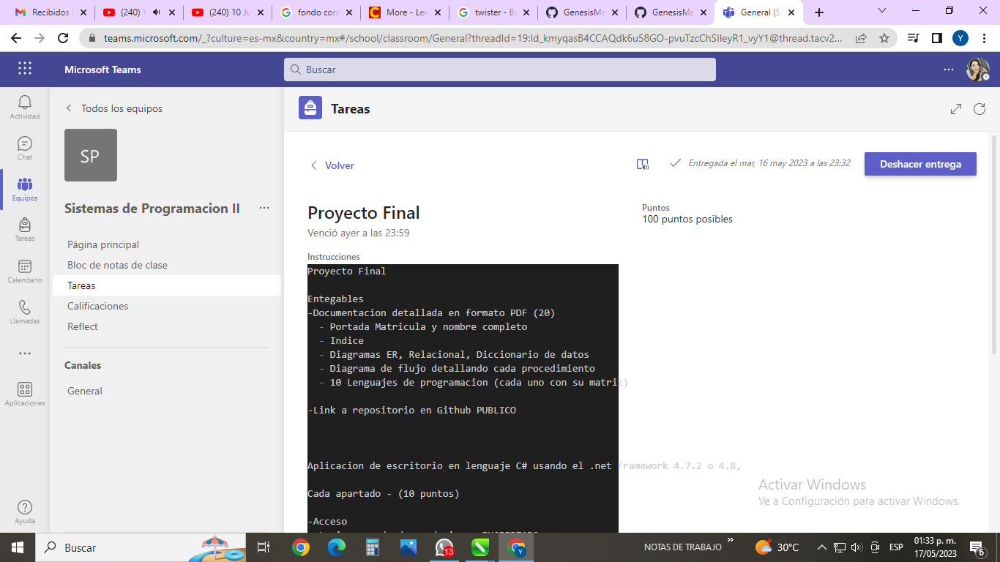 Recibidos (
(240) Y
(240) 10 Ju
fondo cont
More - Len
twister - Bu
GenesisMe
GenesisMe
General (Si
teams.microsoft.com/_?culture=es-mx&country=mx#/school/classroom/General?threadId=19:Id_kmyqasB4CCAQdk6u58GO-pvuTzcChSIleyR1_vyY1@thread.tacv2...
Y
Microsoft Teams
Buscar
Actividad
Chat
Equipos
Tareas
Calendario
Llamadas
Aplicaciones
Ayuda
Todos los equipos
SP
Sistemas de Programacion II
Página principal
Bloc de notas de clase
Tareas
Calificaciones
Reflect
Canales
General
Tareas
Volver
Entregada el mar, 16 may 2023 a las 23:32
Deshacer entrega
Proyecto Final
Venció ayer a las 23:59
Puntos
100 puntos posibles
Instrucciones
Proyecto Final
Entegables
-Documentacion detallada en formato PDF (20)
- Portada Matricula y nombre completo
- Indice
- Diagramas ER, Relacional, Diccionario de datos
- Diagrama de flujo detallando cada procedimiento
- 10 Lenguajes de programacion (cada uno con su matriz)
-Link a repositorio en Github PUBLICO
Aplicacion de escritorio en lenguaje C# usando el .net Framework 4.7.2 o 4.8,
Cada apartado - (10 puntos)
-Acceso
Activar Windows
Ve a Configuración para activar Windows.
Buscar
13
Y
NOTAS DE TRABAJO
30°C
ESP
01:33 p. m.
17/05/2023
6